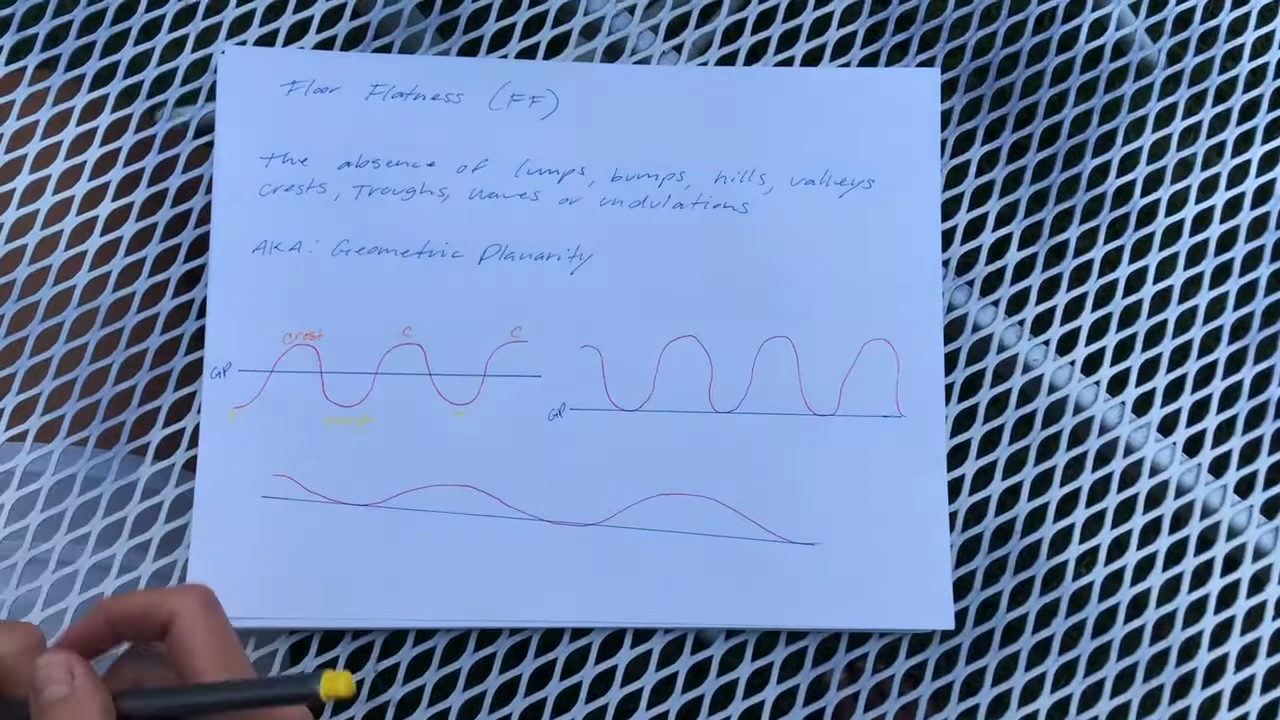 Floor Flatness (FF)
the absence of lumps, bumps, hills, valleys
crests, Troughs, waves or undulations
AKA: Geometric Planarity
crest C C
GP
GP
trough